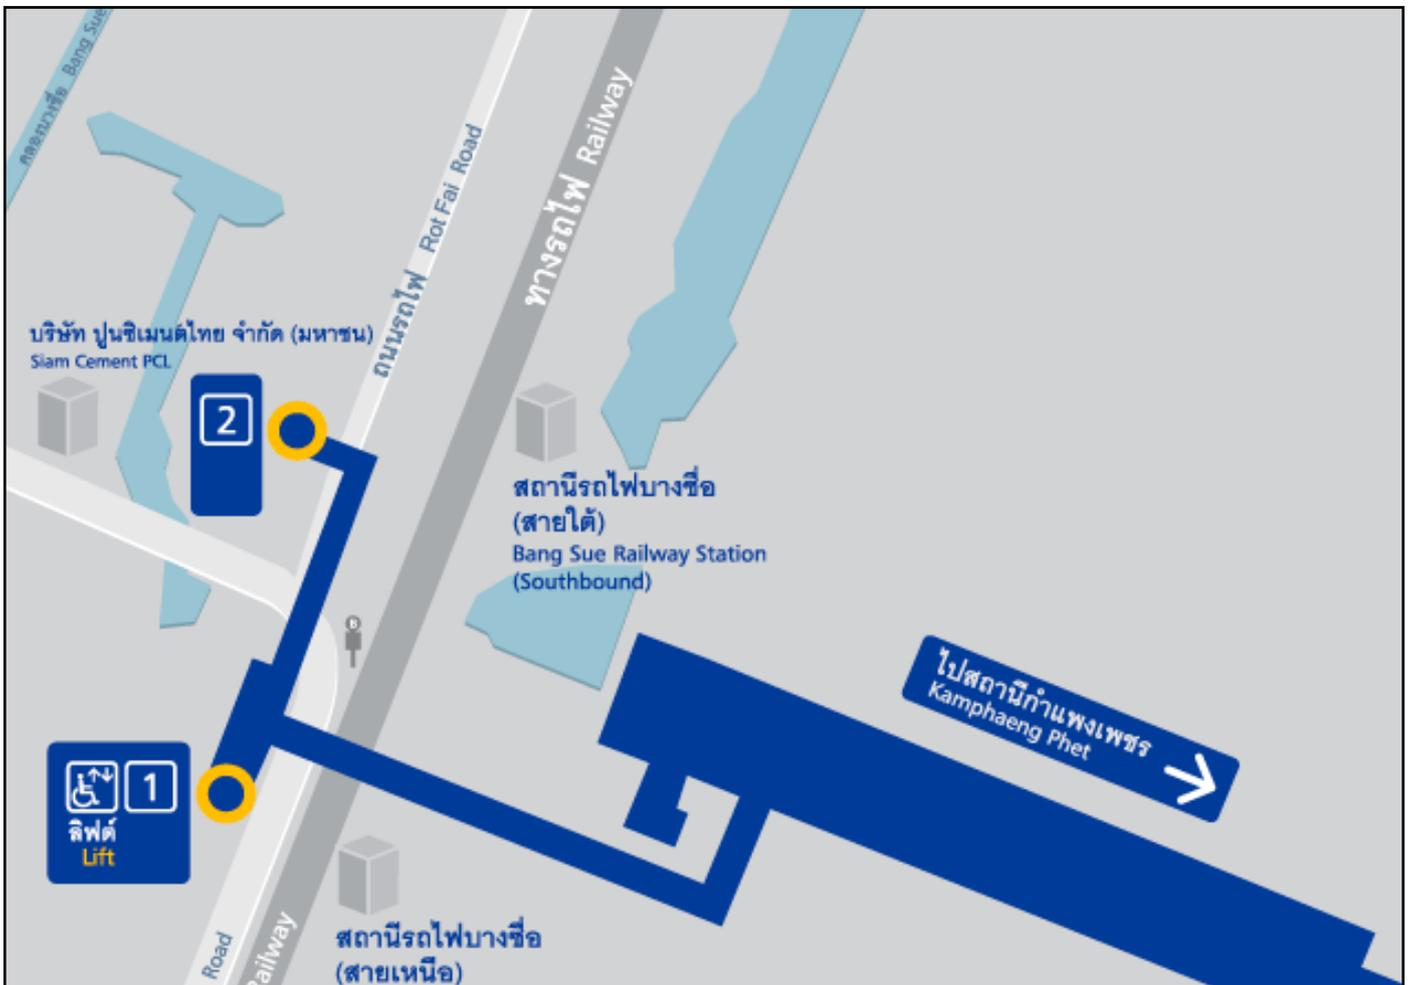 คลองบางซื่อ Bang Sue
ถนนรถไฟ Rot Fai Road
ทางรถไฟ Railway
บริษัท ปูนซิเมนต์ไทย จำกัด (มหาชน)
Siam Cement PCL
2
สถานีรถไฟบางซื่อ
(สายใต้)
Bang Sue Railway Station
(Southbound)
B
ไปสถานีกำแพงเพชร
Kamphaeng Phet
1
ลิฟต์
Lift
สถานีรถไฟบางซื่อ
(สายเหนือ)
Road
Railway